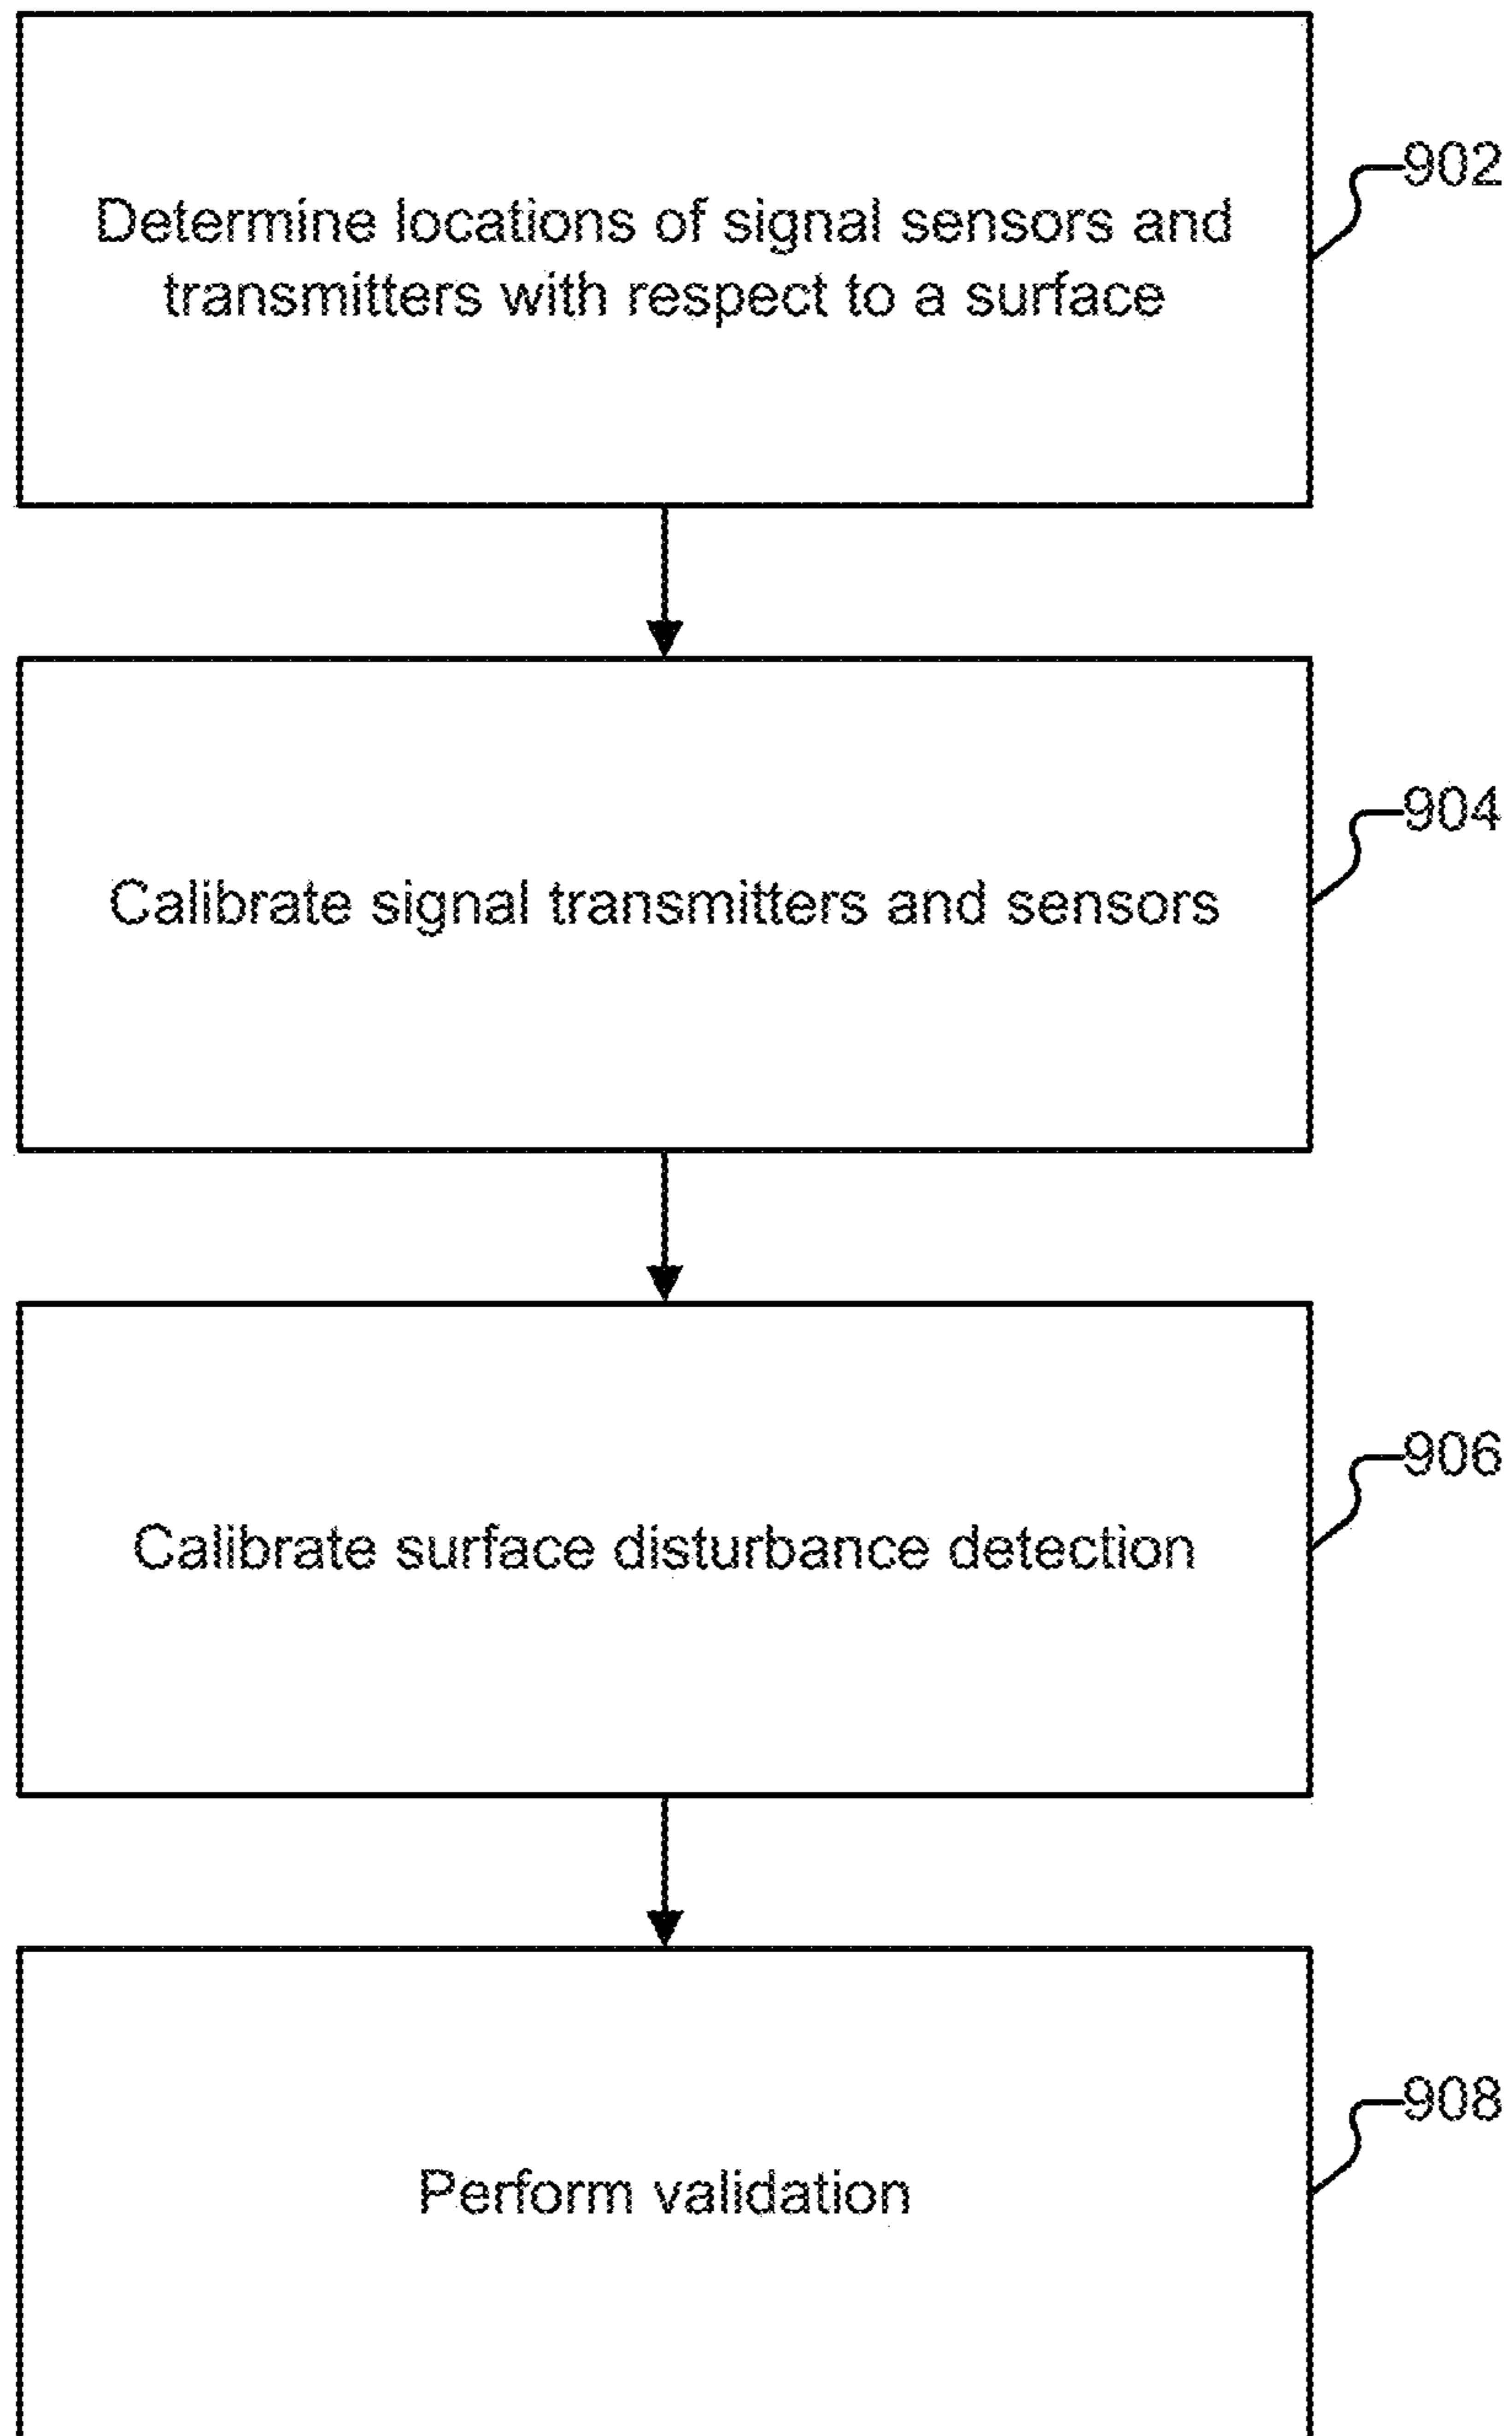 Determine locations of signal sensors and
transmitters with respect to a surface
902
Calibrate signal transmitters and sensors
904
Calibrate surface disturbance detection
906
Perform validation
908